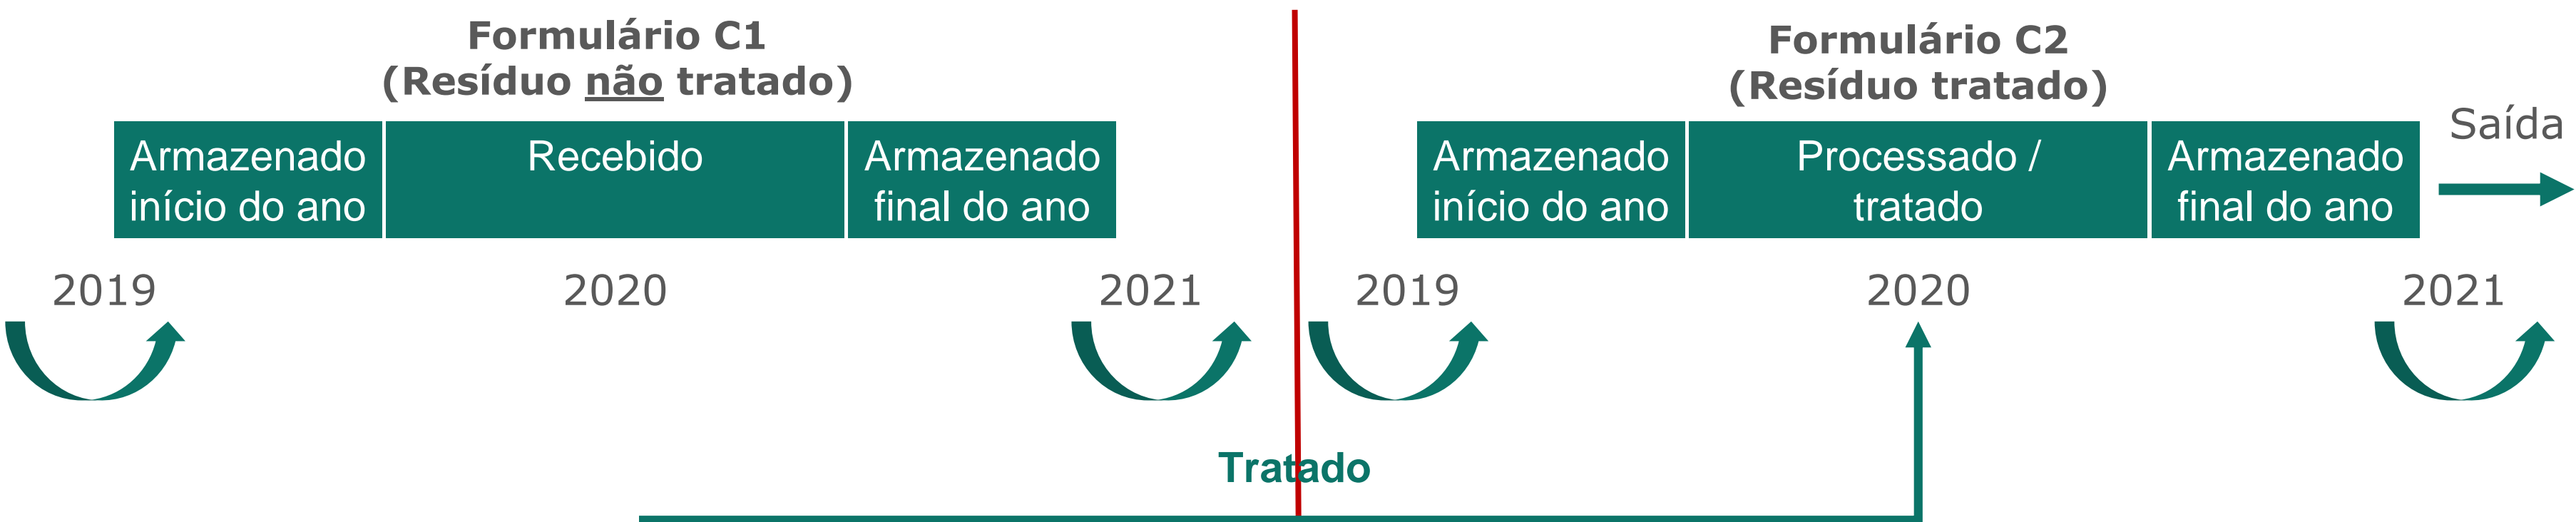 Formulário C1
(Resíduo não tratado)
Armazenado
início do ano
Recebido
Armazenado
final do ano
2019
2020
2021
Formulário C2
(Resíduo tratado)
Armazenado
início do ano
Processado /
tratado
Armazenado
final do ano
Saída
2019
2020
2021
Tratado